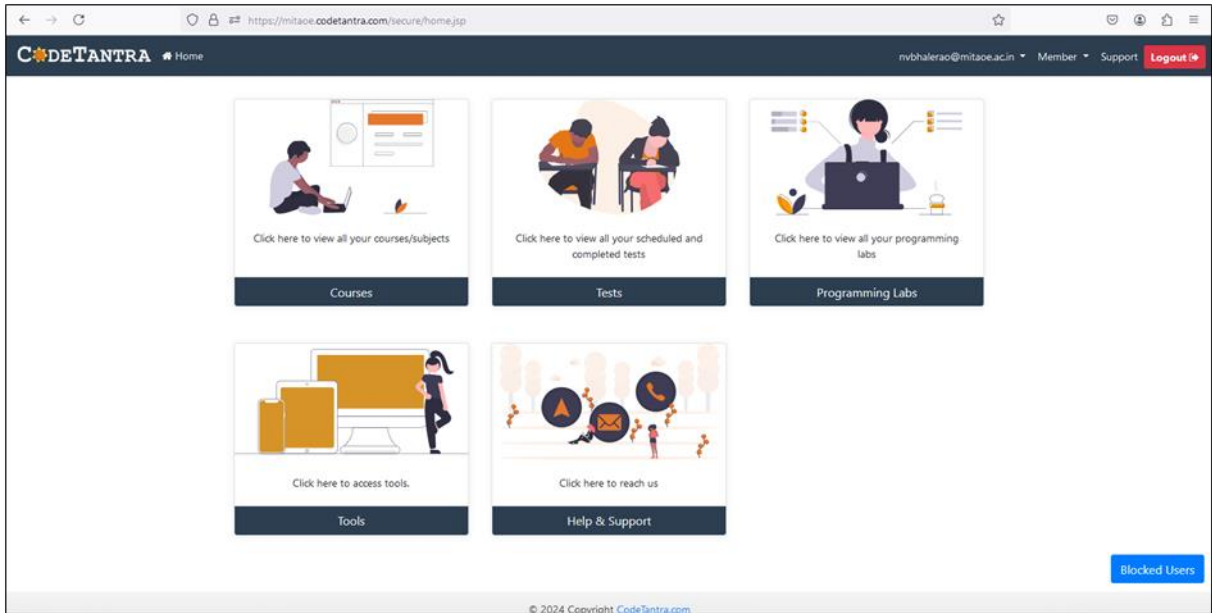 https://mitaoe.codetantra.com/secure/home.jsp
CODETANTRA Home nvbhalerao@mitaoe.ac.in Member Support Logout
Click here to view all your courses/subjects
Courses
Click here to view all your scheduled and
completed tests
Tests
Click here to view all your programming
labs
Programming Labs
Click here to access tools.
Tools
Click here to reach us
Help & Support
Blocked Users
© 2024 Copyright CodeTantra.com